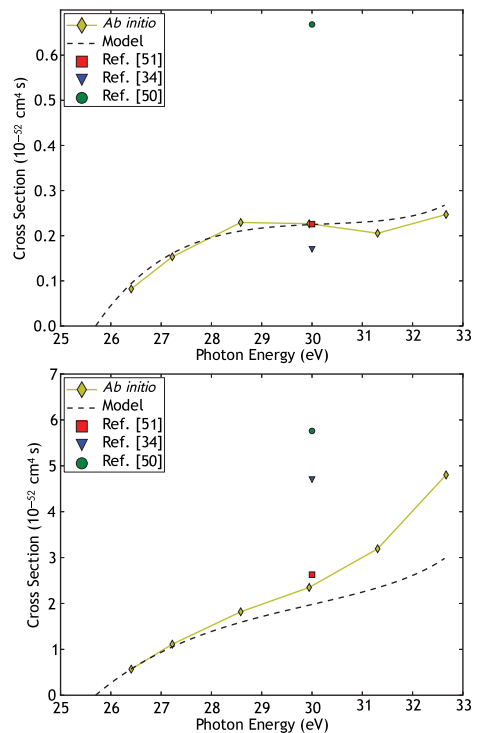 Ab initio
Model
Ref. [51]
Ref. [34]
Ref. [50]
Cross Section (10⁻⁵² cm⁴ s)
0.6
0.5
0.4
0.3
0.2
0.1
0.0
25 26 27 28 29 30 31 32 33
Photon Energy (eV)
Ab initio
Model
Ref. [51]
Ref. [34]
Ref. [50]
Cross Section (10⁻⁵² cm⁴ s)
7
6
5
4
3
2
1
0
25 26 27 28 29 30 31 32 33
Photon Energy (eV)